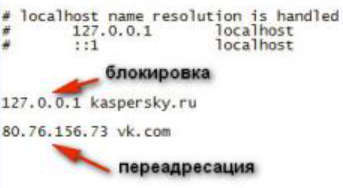 # localhost name resolution is handled
# 127.0.0.1 localhost
# ::1 localhost
блокировка
127.0.0.1 kaspersky.ru
80.76.156.73 vk.com
переадресация